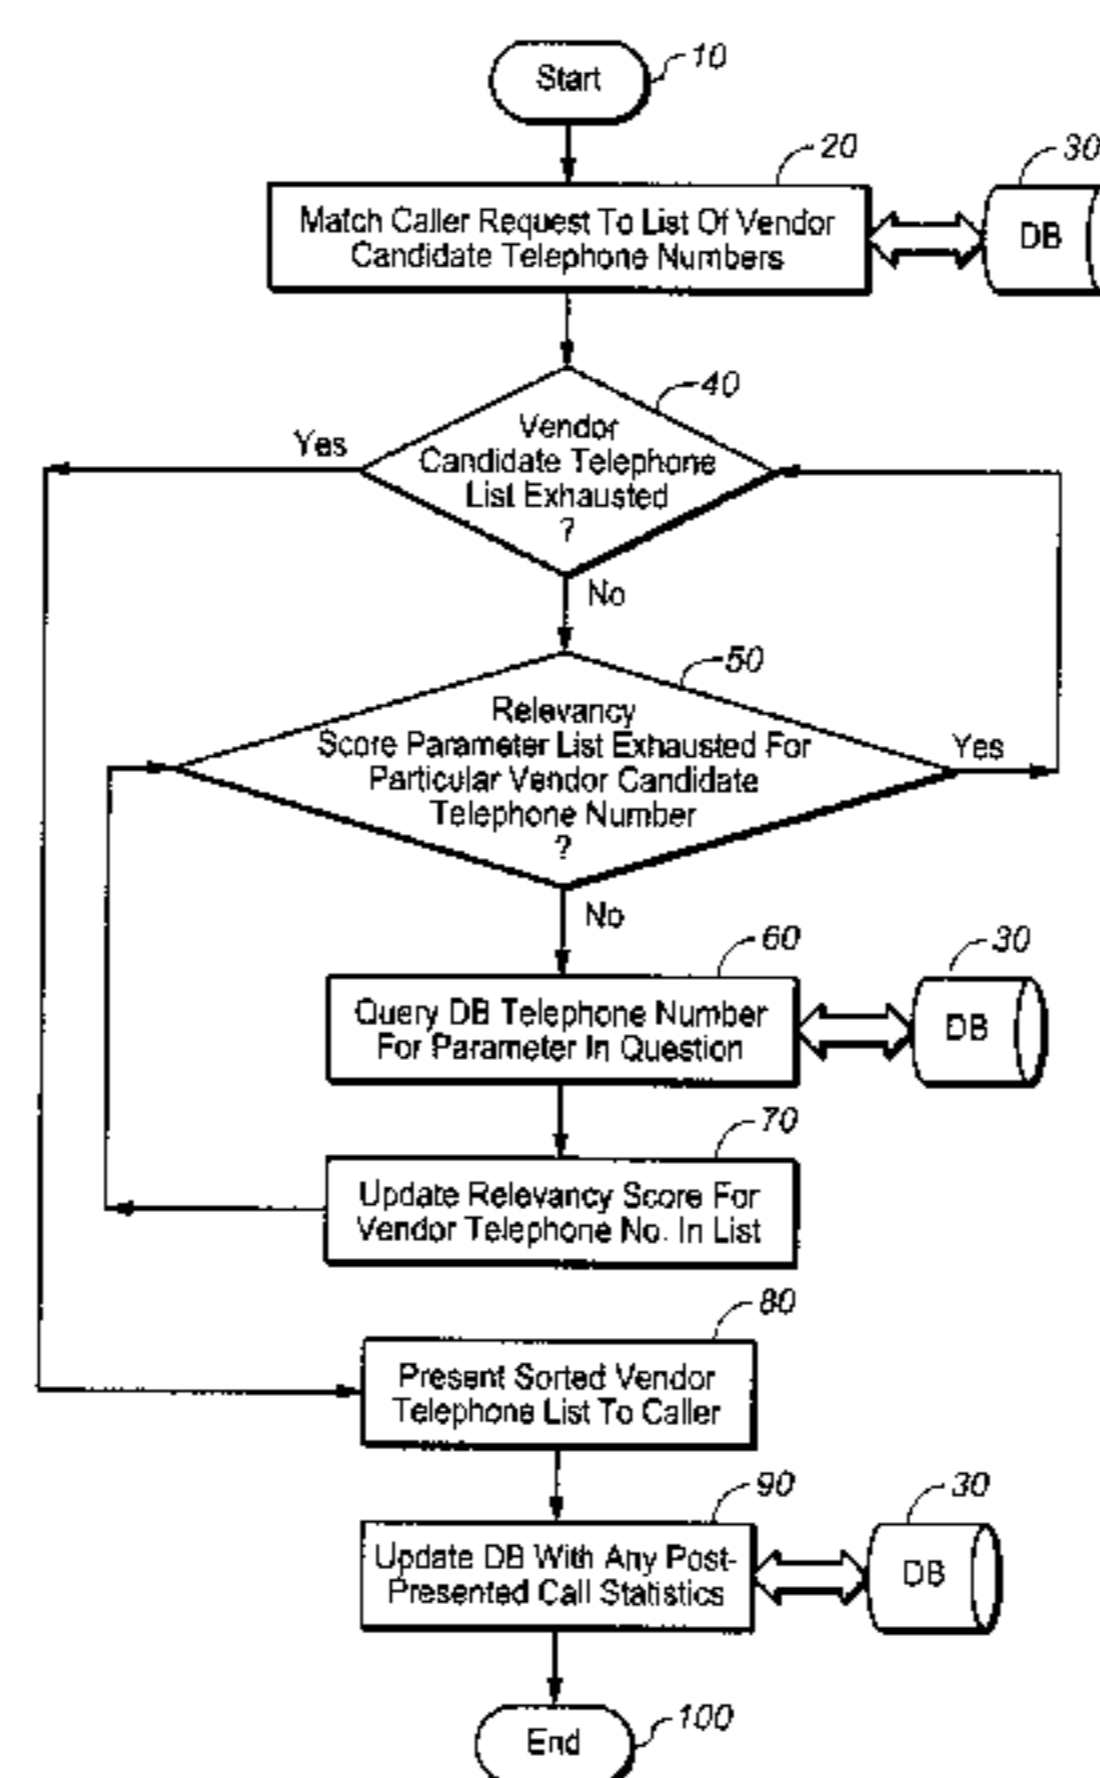 Start
10
20
30
Match Caller Request To List Of Vendor
Candidate Telephone Numbers
DB
40
Vendor
Candidate Telephone
List Exhausted
?
Yes
No
50
Relevancy
Score Parameter List Exhausted For
Particular Vendor Candidate
Telephone Number
?
Yes
No
60
30
Query DB Telephone Number
For Parameter In Question
DB
70
Update Relevancy Score For
Vendor Telephone No. In List
80
Present Sorted Vendor
Telephone List To Caller
90
30
Update DB With Any Post-
Presented Call Statistics
DB
End
100